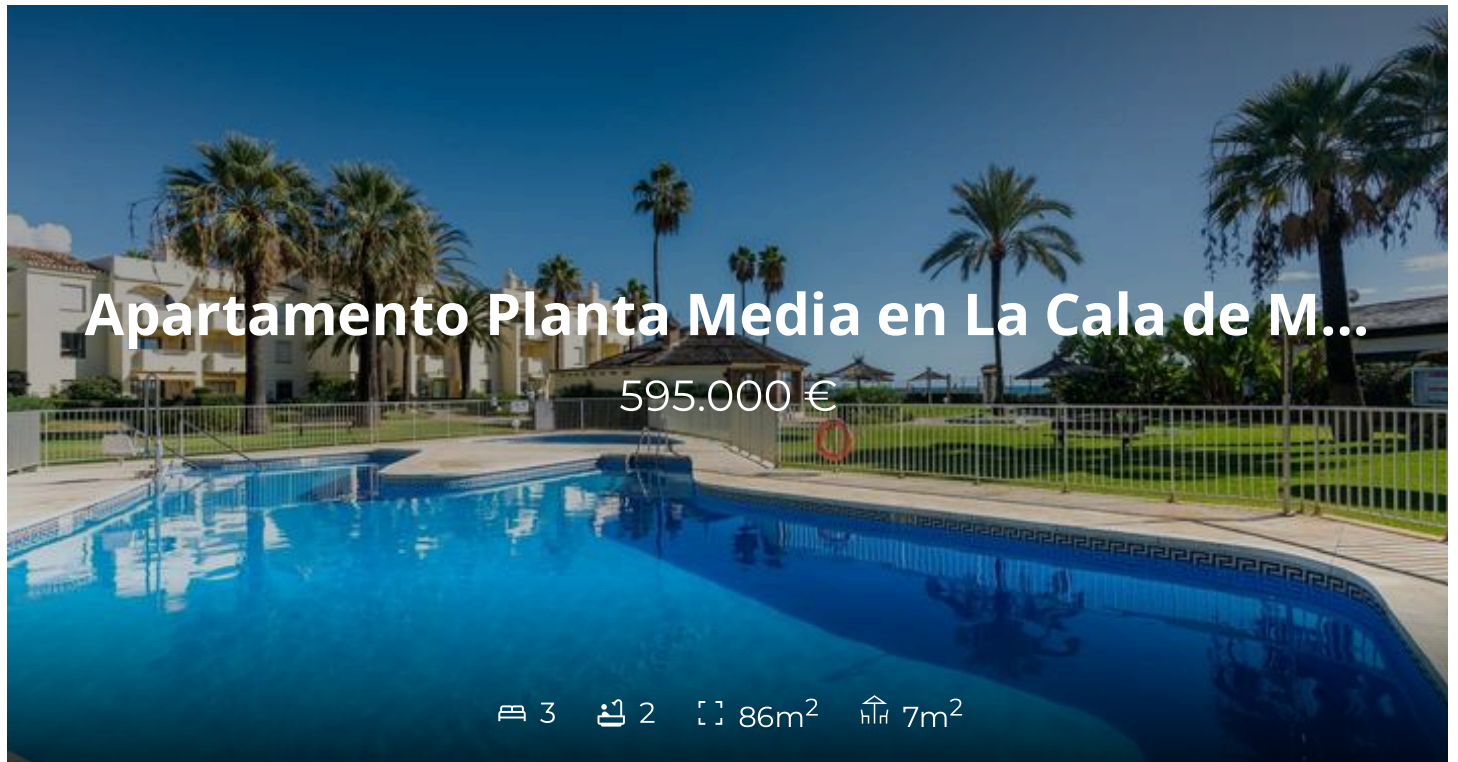 Apartamento Planta Media en La Cala de M...
595.000 €
3 2 86m² 7m²